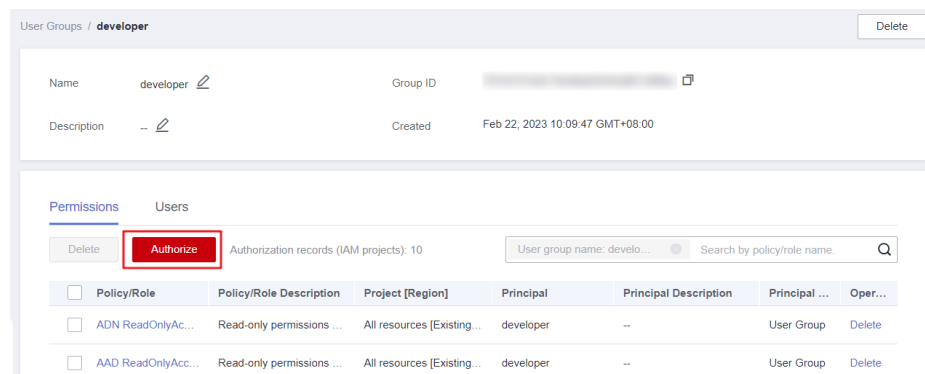 User Groups / developer
Delete
Name developer Group ID
Description -- Created Feb 22, 2023 10:09:47 GMT+08:00
Permissions Users
Delete Authorize Authorization records (IAM projects): 10 User group name: develo... Search by policy/role name.
Policy/Role Policy/Role Description Project [Region] Principal Principal Description Principal ... Oper...
ADN ReadOnlyAc... Read-only permissions ... All resources [Existing... developer -- User Group Delete
AAD ReadOnlyAcc... Read-only permissions ... All resources [Existing... developer -- User Group Delete